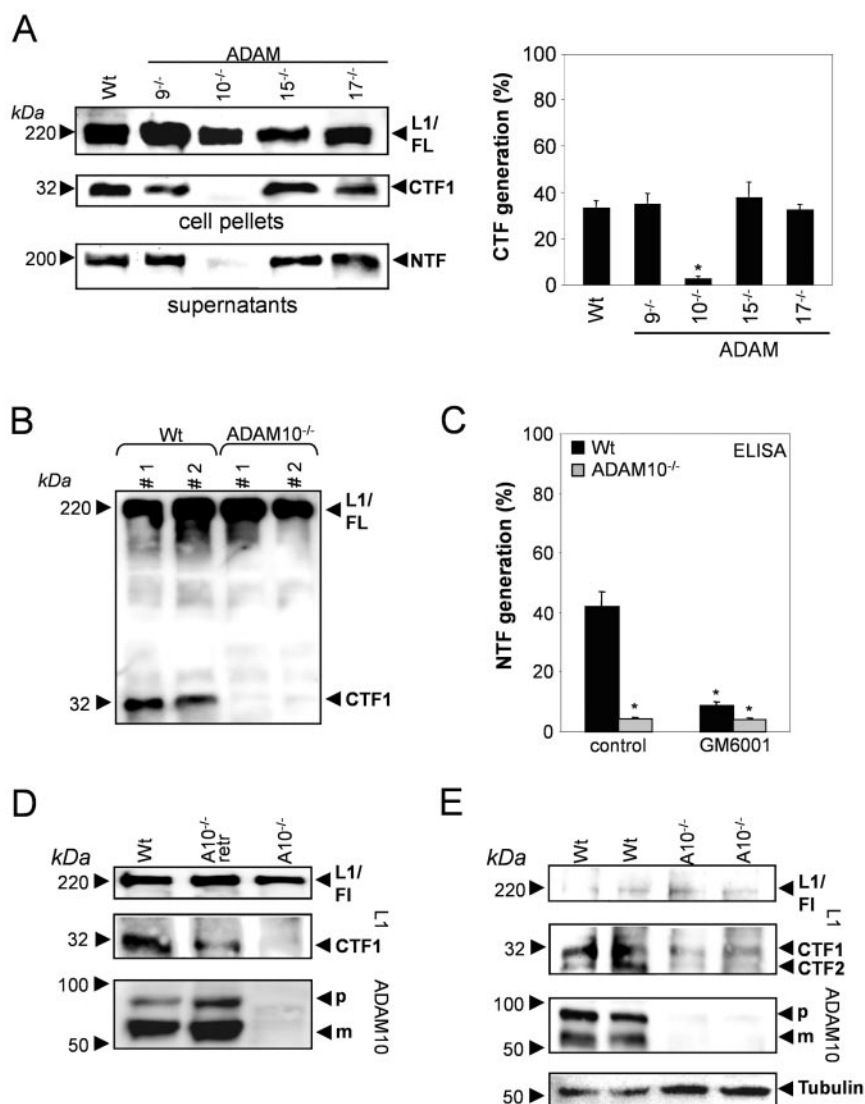 A
ADAM
Wt
9-/-
10-/-
15-/-
17-/-
kDa
220
L1/
FL
32
CTF1
cell pellets
200
NTF
supernatants
CTF generation (%)
100
80
60
40
20
0
*
Wt
9-/-
10-/-
15-/-
17-/-
ADAM
B
Wt
ADAM10-/-
# 1
# 2
# 1
# 2
kDa
220
L1/
FL
32
CTF1
C
NTF generation (%)
100
80
60
40
20
0
Wt
ADAM10-/-
ELISA
*
*
*
control
GM6001
D
Wt
A10-/-
retr
A10-/-
kDa
220
L1/
Fl
32
CTF1
L1
100
p
m
50
ADAM10
E
Wt
Wt
A10-/-
A10-/-
kDa
220
L1/
Fl
32
CTF1
CTF2
L1
100
p
m
50
ADAM10
50
Tubulin